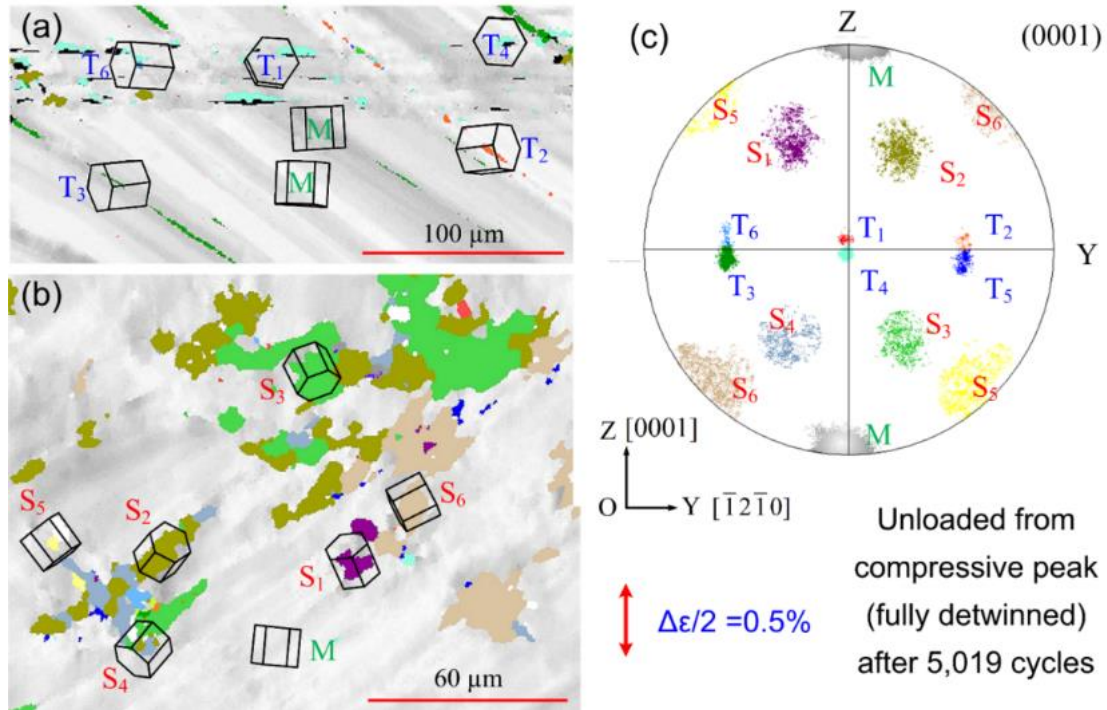 (a)
T₆
T₁
T₄
M
T₂
M
T₃
100 μm
(b)
S₃
S₆
S₅
S₂
S₁
M
S₄
60 μm
(c)
Z
(0001)
M
S₅
S₆
S₁
S₂
T₆
T₁
T₂
Y
T₃
T₄
T₅
S₄
S₃
S₆
S₅
M
Z [0001]
O
Y [1̅21̅0]
Δε/2 =0.5%
Unloaded from
compressive peak
(fully detwinned)
after 5,019 cycles